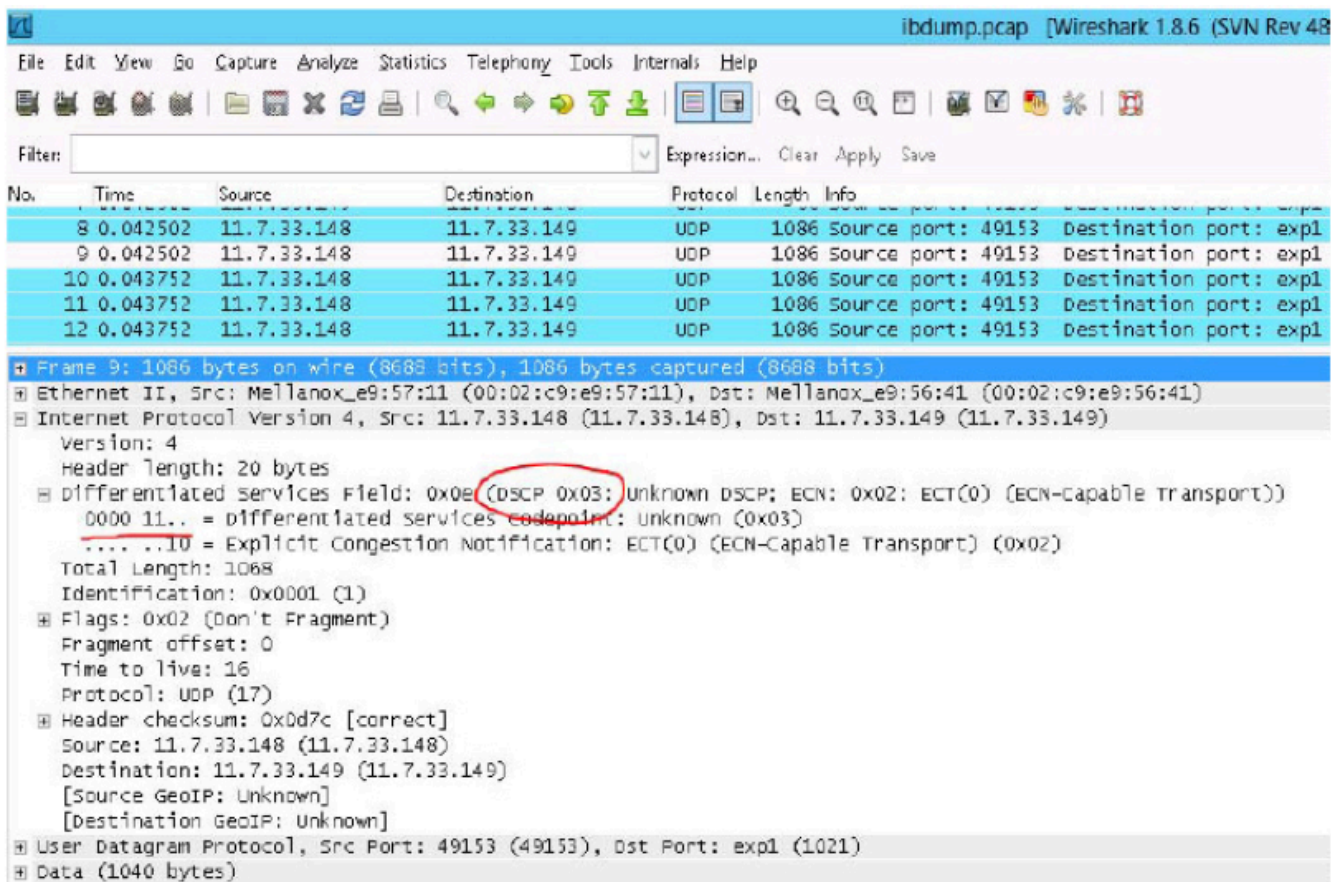 ibdump.pcap [Wireshark 1.8.6 (SVN Rev 48
File Edit View Go Capture Analyze Statistics Telephony Tools Internals Help
Filter: Expression... Clear Apply Save
No. Time Source Destination Protocol Length Info
8 0.042502 11.7.33.148 11.7.33.149 UDP 1086 Source port: 49153 Destination port: exp1
9 0.042502 11.7.33.148 11.7.33.149 UDP 1086 Source port: 49153 Destination port: exp1
10 0.043752 11.7.33.148 11.7.33.149 UDP 1086 Source port: 49153 Destination port: exp1
11 0.043752 11.7.33.148 11.7.33.149 UDP 1086 Source port: 49153 Destination port: exp1
12 0.043752 11.7.33.148 11.7.33.149 UDP 1086 Source port: 49153 Destination port: exp1
Frame 9: 1086 bytes on wire (8688 bits), 1086 bytes captured (8688 bits)
Ethernet II, Src: Mellanox_e9:57:11 (00:02:c9:e9:57:11), Dst: Mellanox_e9:56:41 (00:02:c9:e9:56:41)
Internet Protocol Version 4, Src: 11.7.33.148 (11.7.33.148), Dst: 11.7.33.149 (11.7.33.149)
Version: 4
Header length: 20 bytes
Differentiated Services Field: 0x0e (DSCP 0x03: Unknown DSCP; ECN: 0x02: ECT(0) (ECN-Capable Transport))
0000 11.. = Differentiated Services Codepoint: Unknown (0x03)
.... ..10 = Explicit Congestion Notification: ECT(0) (ECN-Capable Transport) (0x02)
Total Length: 1068
Identification: 0x0001 (1)
Flags: 0x02 (Don't Fragment)
Fragment offset: 0
Time to live: 16
Protocol: UDP (17)
Header checksum: 0x0d7c [correct]
Source: 11.7.33.148 (11.7.33.148)
Destination: 11.7.33.149 (11.7.33.149)
[Source GeoIP: Unknown]
[Destination GeoIP: Unknown]
User Datagram Protocol, Src Port: 49153 (49153), Dst Port: exp1 (1021)
Data (1040 bytes)